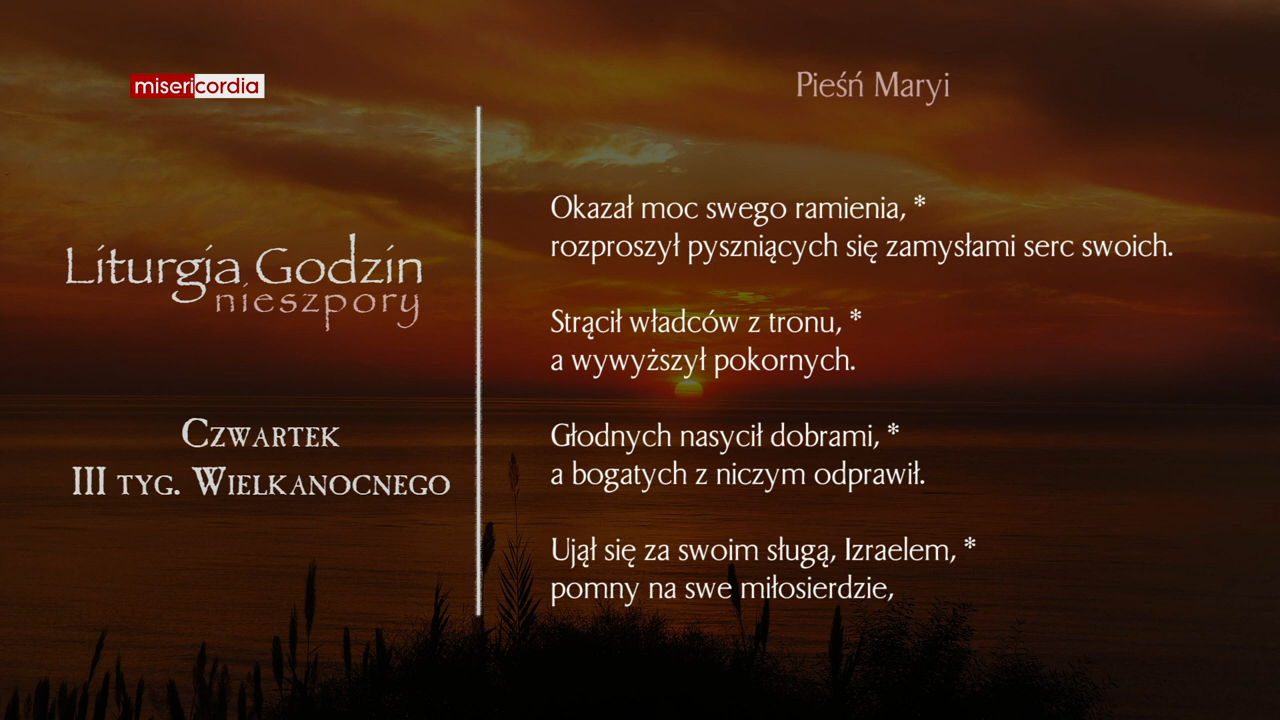 misericordia
Pieśń Maryi
Liturgia Godzin
nieszpory
Czwartek
III tyg. Wielkanocnego
Okazał moc swego ramienia, *
rozproszył pyszniących się zamysłami serc swoich.
Strącił władców z tronu, *
a wywyższył pokornych.
Głodnych nasycił dobrami, *
a bogatych z niczym odprawił.
Ujął się za swoim sługą, Izraelem, *
pomny na swe miłosierdzie,